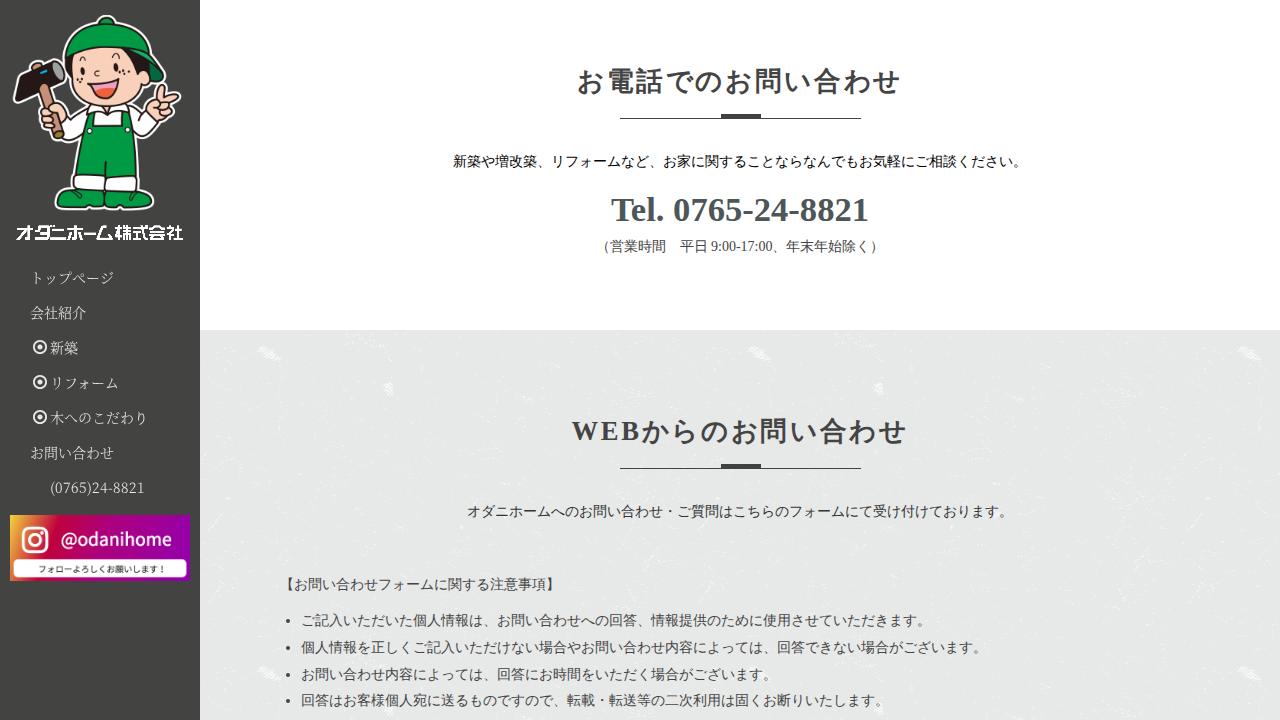 オダニホーム株式会社
トップページ
会社紹介
新築
リフォーム
木へのこだわり
お問い合わせ
(0765)24-8821
@odanihome
フォローよろしくお願いします！
お電話でのお問い合わせ
新築や増改築、リフォームなど、お家に関することならなんでもお気軽にご相談ください。
Tel. 0765-24-8821
（営業時間　平日 9:00-17:00、年末年始除く）
WEBからのお問い合わせ
オダニホームへのお問い合わせ・ご質問はこちらのフォームにて受け付けております。
【お問い合わせフォームに関する注意事項】
• ご記入いただいた個人情報は、お問い合わせへの回答、情報提供のために使用させていただきます。
• 個人情報を正しくご記入いただけない場合やお問い合わせ内容によっては、回答できない場合がございます。
• お問い合わせ内容によっては、回答にお時間をいただく場合がございます。
• 回答はお客様個人宛に送るものですので、転載・転送等の二次利用は固くお断りいたします。